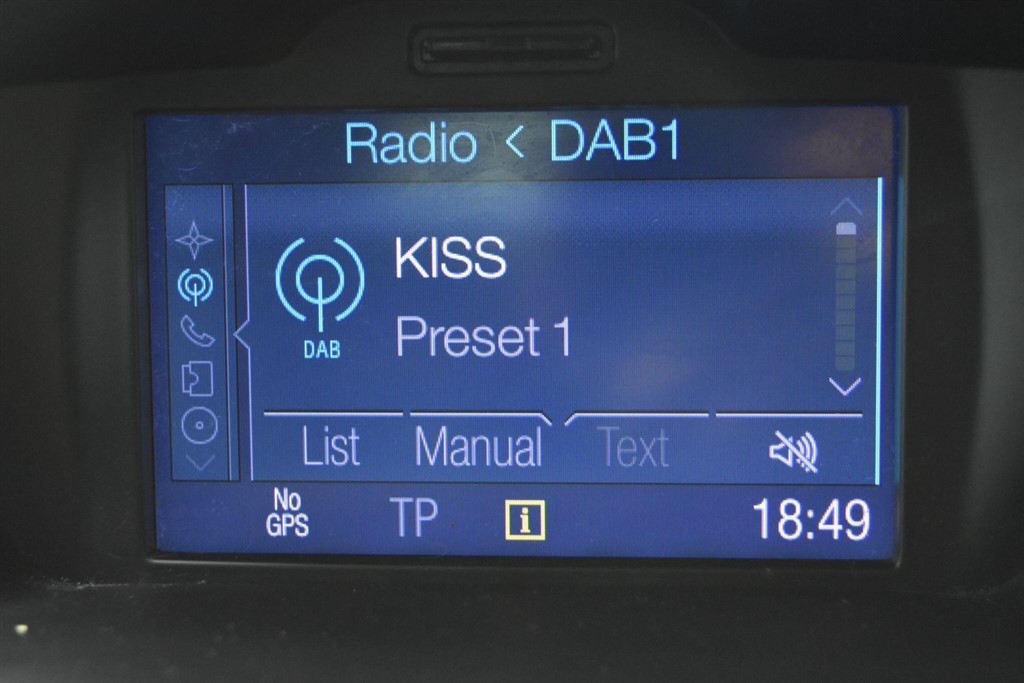 Radio < DAB1
KISS
DAB
Preset 1
List Manual Text
No
GPS
TP
i
18:49